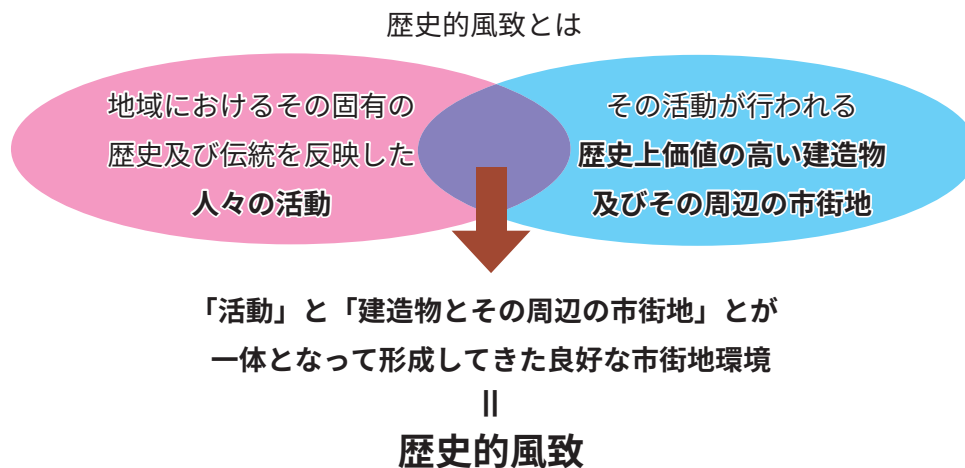 歴史的風致とは
地域におけるその固有の
歴史及び伝統を反映した
人々の活動
その活動が行われる
歴史上価値の高い建造物
及びその周辺の市街地
「活動」と「建造物とその周辺の市街地」とが
一体となって形成してきた良好な市街地環境
=
歴史的風致